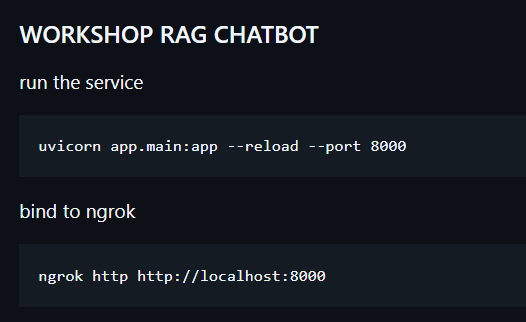 WORKSHOP RAG CHATBOT
run the service
uvicorn app.main:app --reload --port 8000
bind to ngrok
ngrok http http://localhost:8000